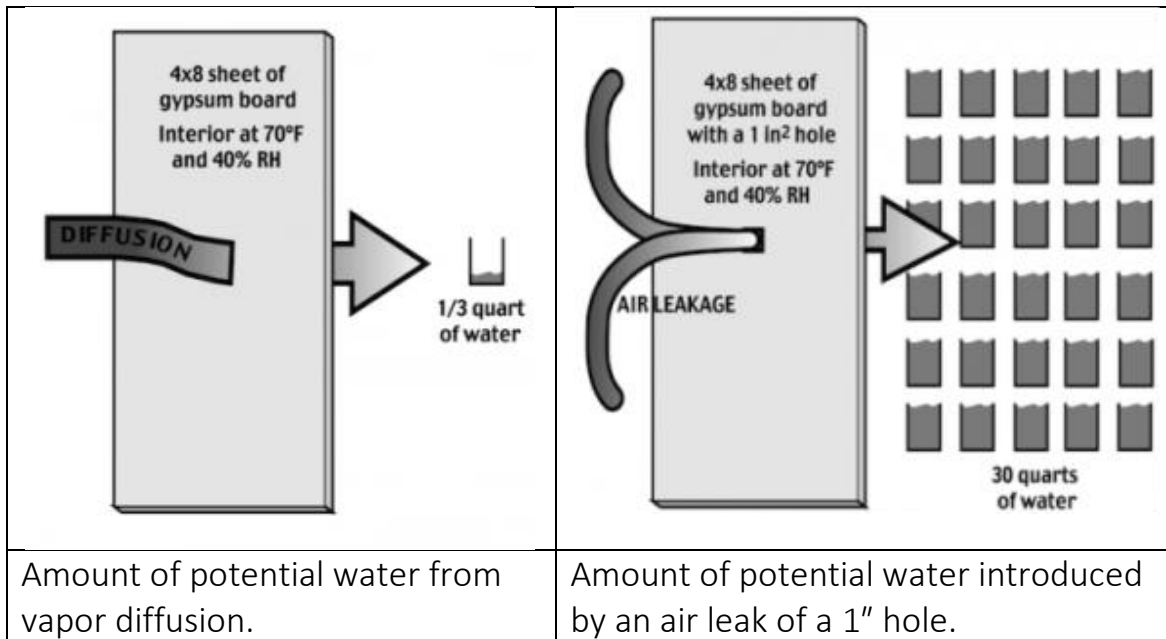 4x8 sheet of
gypsum board
Interior at 70°F
and 40% RH
DIFFUSION
1/3 quart
of water
Amount of potential water from
vapor diffusion.
4x8 sheet of
gypsum board
with a 1 in² hole
Interior at 70°F
and 40% RH
AIR LEAKAGE
30 quarts
of water
Amount of potential water introduced
by an air leak of a 1″ hole.